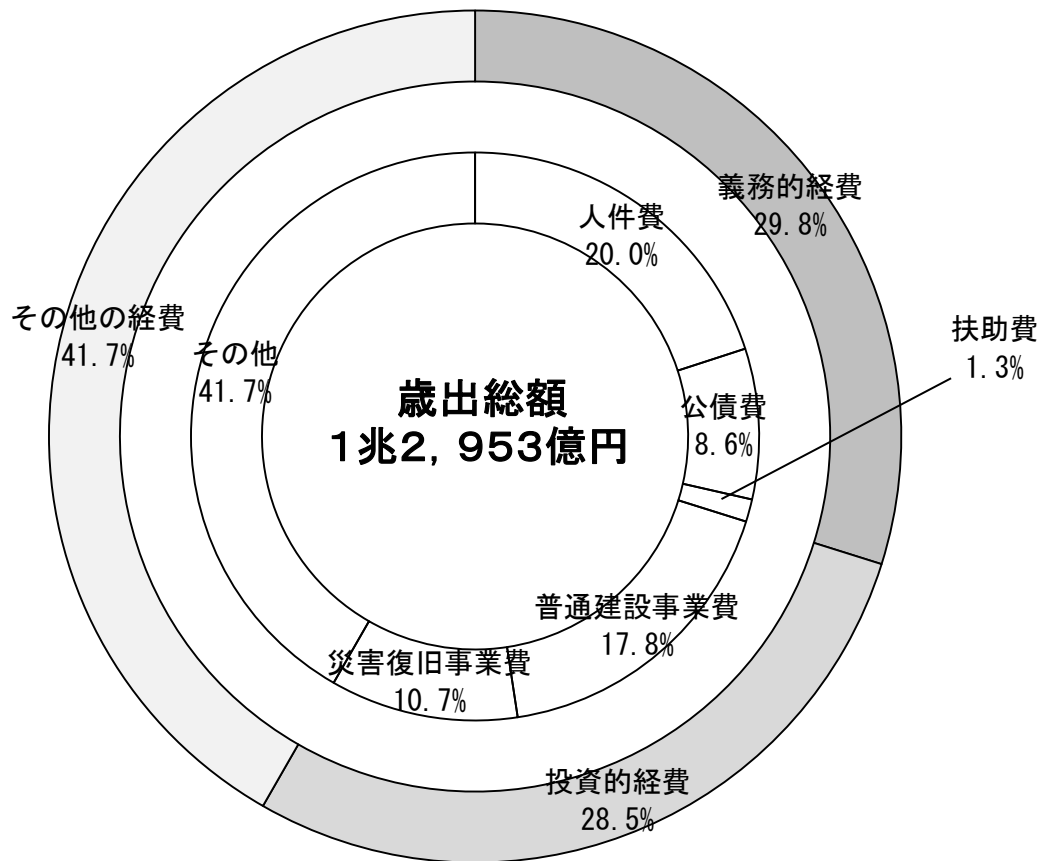 義務的経費
29.8%
人件費
20.0%
その他の経費
41.7%
扶助費
1.3%
その他
41.7%
公債費
8.6%
歳出総額
1兆2,953億円
普通建設事業費
17.8%
災害復旧事業費
10.7%
投資的経費
28.5%